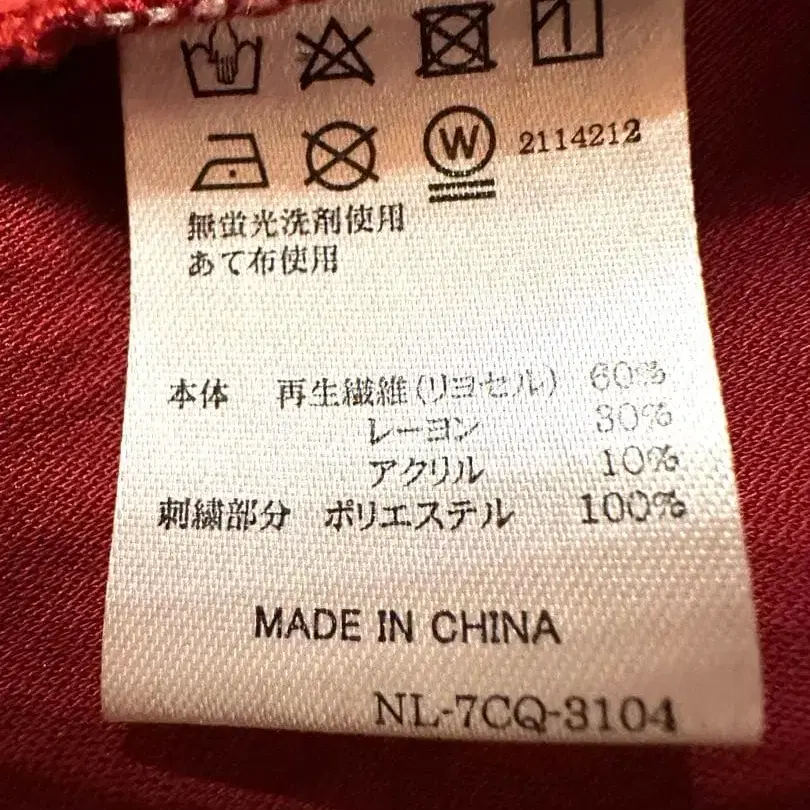 W 2114212
無蛍光洗剤使用
あて布使用
本体 再生繊維(リヨセル) 60%
レーヨン 30%
アクリル 10%
刺繍部分 ポリエステル 100%
MADE IN CHINA
NL-7CQ-3104